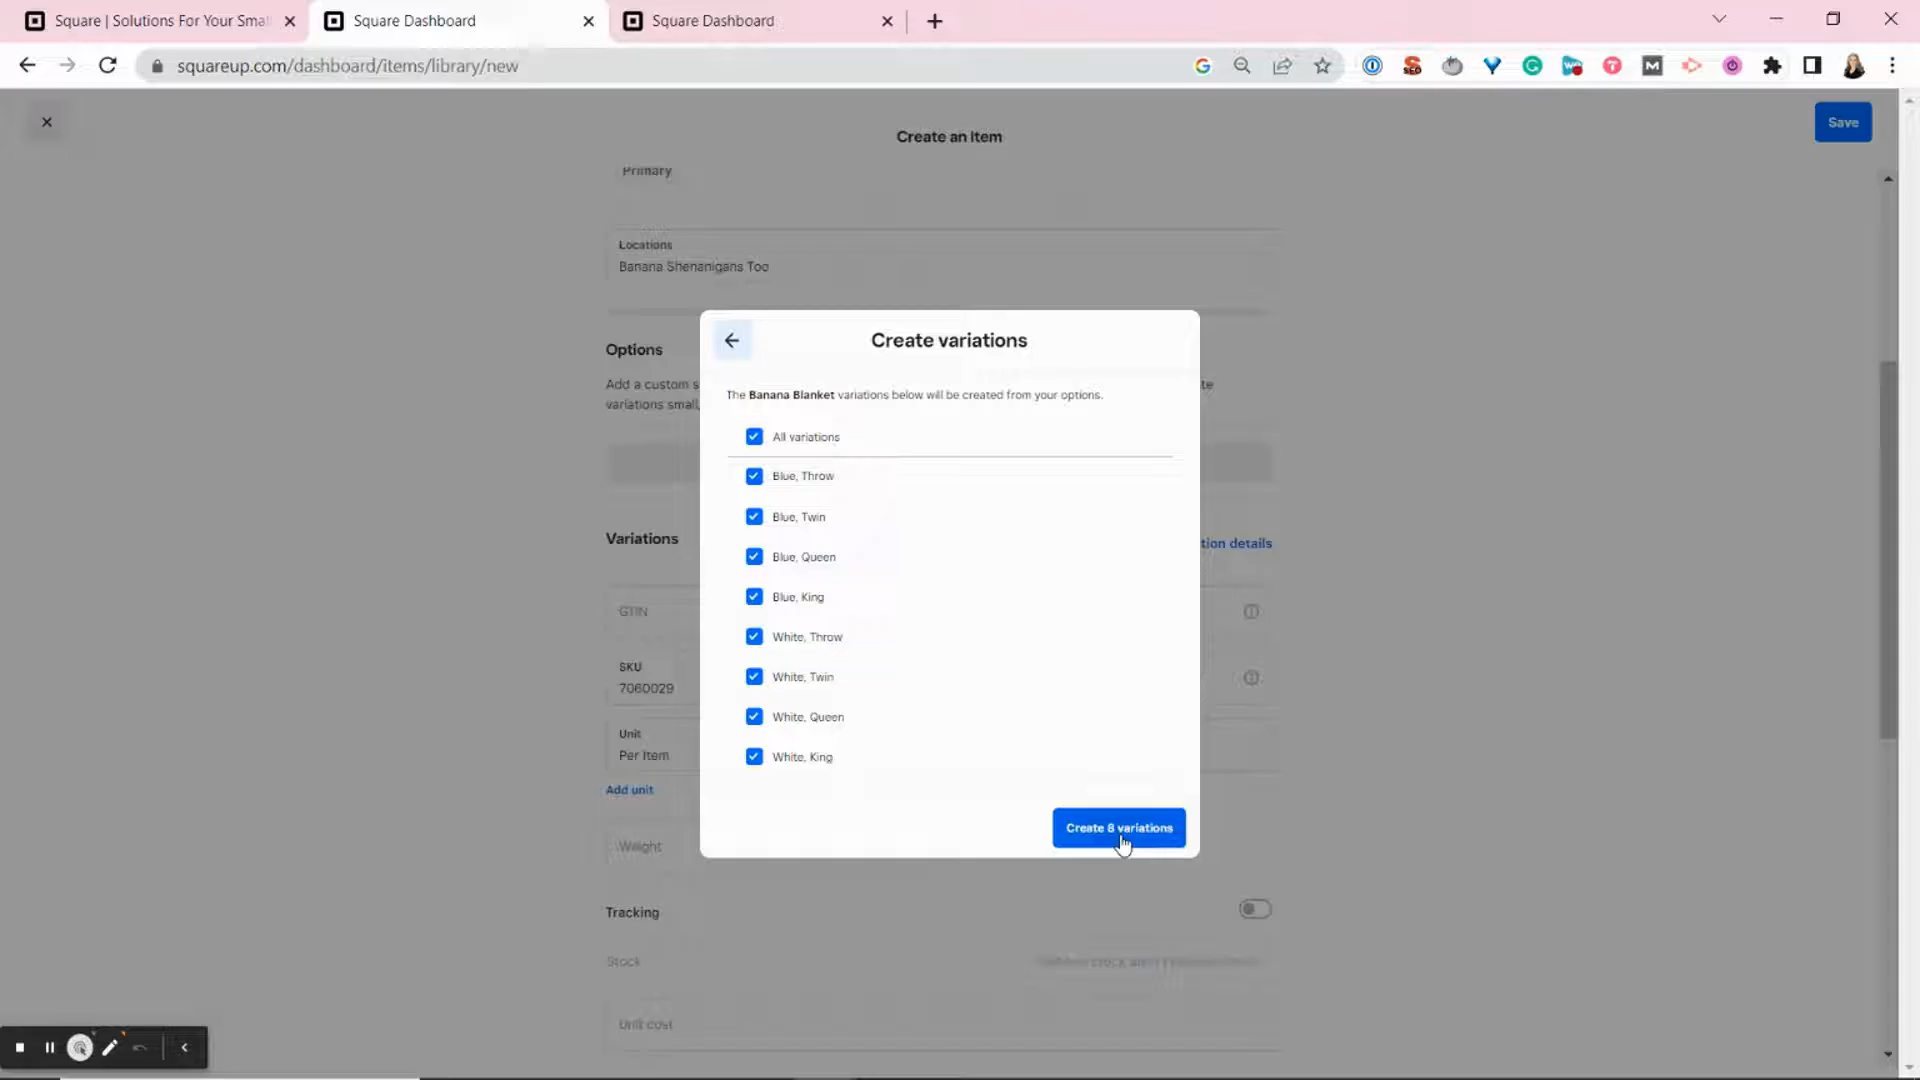 Square | Solutions For Your Smal
Square Dashboard
Square Dashboard
squareup.com/dashboard/items/library/new
Create an Item
Save
Primary
Locations
Banana Shenanigans Too
Options
Add a custom s
te
variations small,
Create variations
The Banana Blanket variations below will be created from your options.
All variations
Blue, Throw
Blue, Twin
Blue, Queen
Blue, King
White, Throw
White, Twin
White, Queen
White, King
Create 8 variations
Variations
tion details
GTIN
SKU
7060029
Unit
Per Item
Add unit
Weight
Tracking
Stock
Unit cost